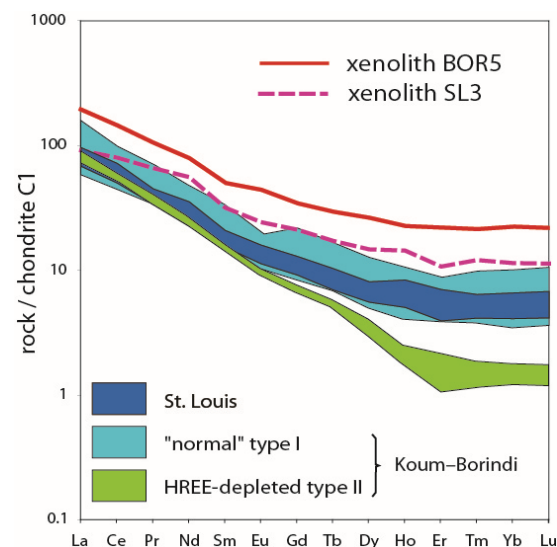 1000
100
10
1
0.1
rock / chondrite C1
xenolith BOR5
xenolith SL3
St. Louis
"normal" type I
HREE-depleted type II
Koum–Borindi
La Ce Pr Nd Sm Eu Gd Tb Dy Ho Er Tm Yb Lu